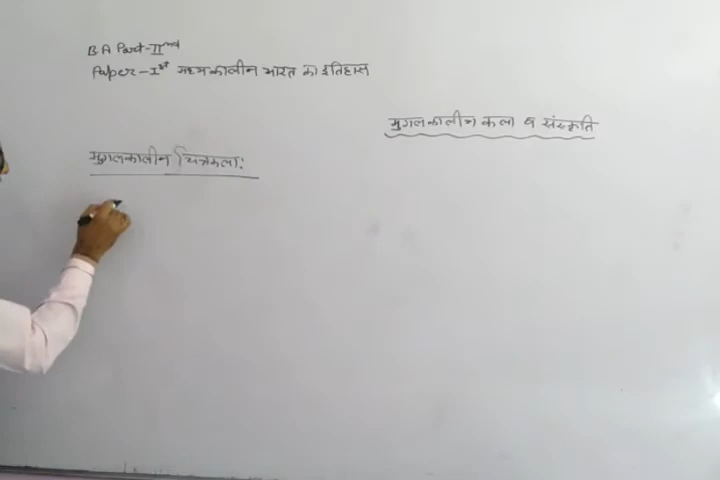 B.A Part-IInd
Paper-Ist मध्यकालीन भारत का इतिहास
मुगलकालीन कला व संस्कृति
मुगलकालीन चित्रकला: